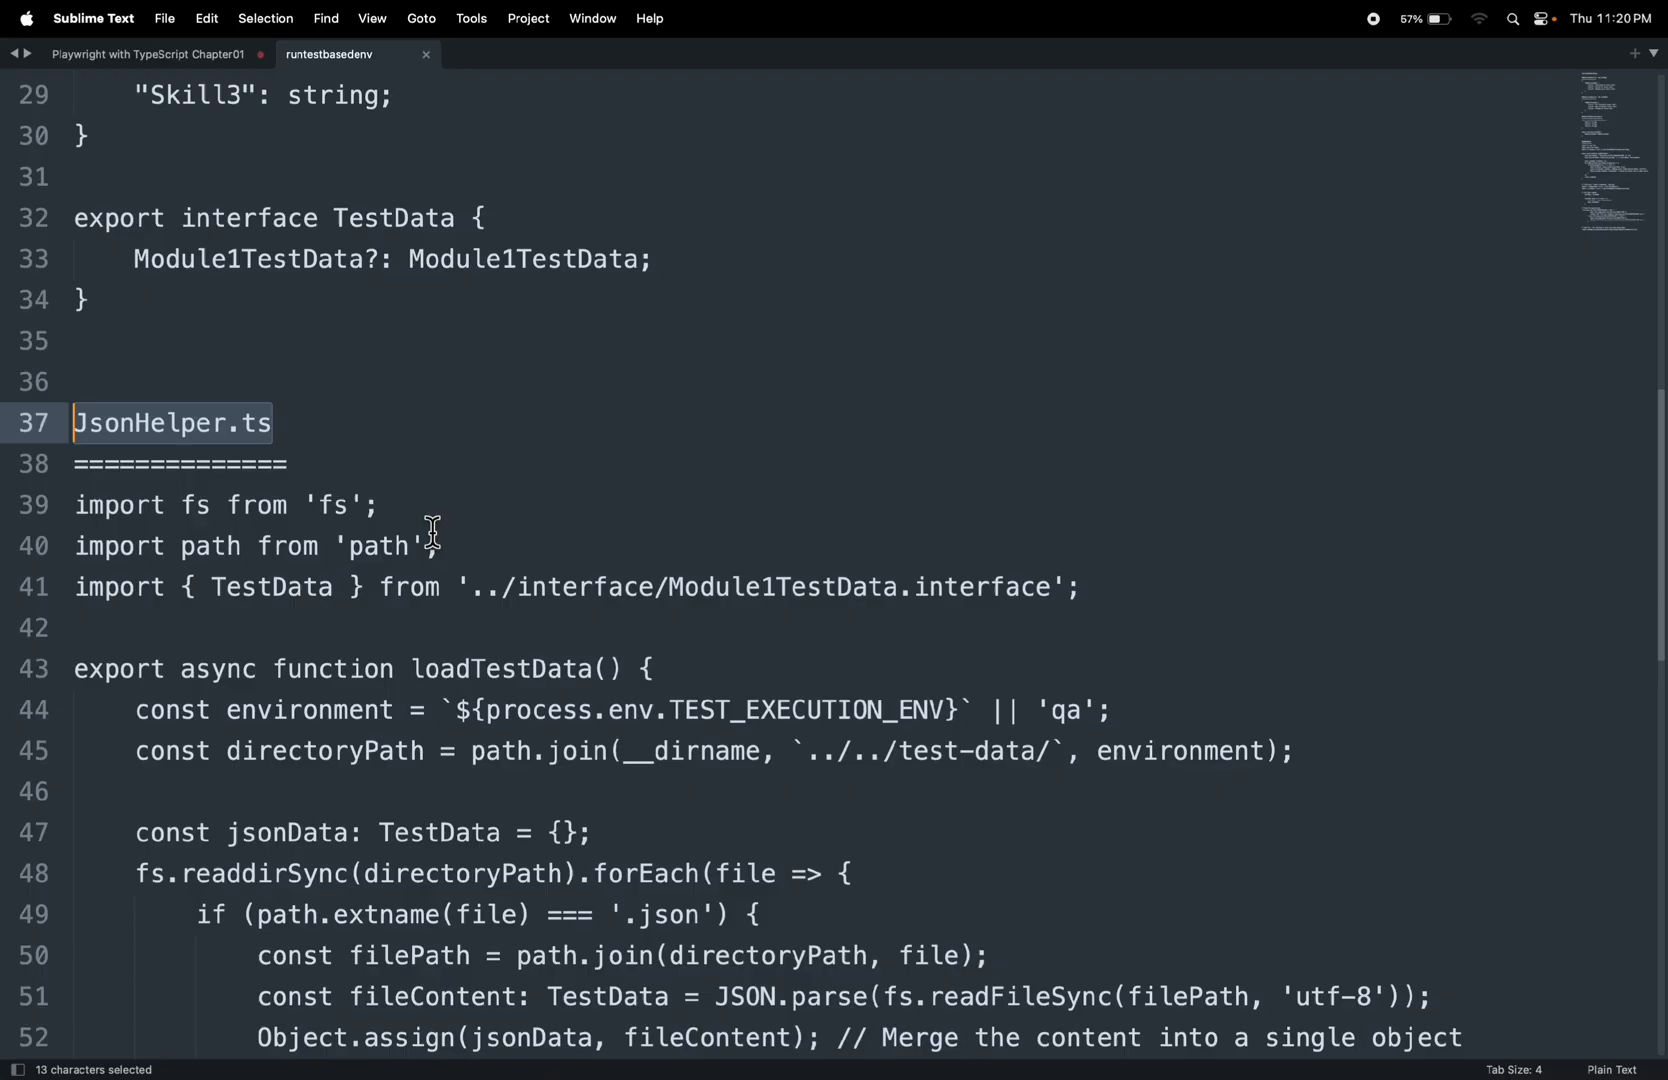 Sublime Text File Edit Selection Find View Goto Tools Project Window Help 57% Thu 11:20 PM
Playwright with TypeScript Chapter01 runtestbasedenv
29 "Skill3": string;
30 }
31
32 export interface TestData {
33 Module1TestData?: Module1TestData;
34 }
35
36
37 JsonHelper.ts
38 ==============
39 import fs from 'fs';
40 import path from 'path';
41 import { TestData } from '../interface/Module1TestData.interface';
42
43 export async function loadTestData() {
44 const environment = `${process.env.TEST_EXECUTION_ENV}` || 'qa';
45 const directoryPath = path.join(__dirname, `../../test-data/`, environment);
46
47 const jsonData: TestData = {};
48 fs.readdirSync(directoryPath).forEach(file => {
49 if (path.extname(file) === '.json') {
50 const filePath = path.join(directoryPath, file);
51 const fileContent: TestData = JSON.parse(fs.readFileSync(filePath, 'utf-8'));
52 Object.assign(jsonData, fileContent); // Merge the content into a single object
13 characters selected Tab Size: 4 Plain Text